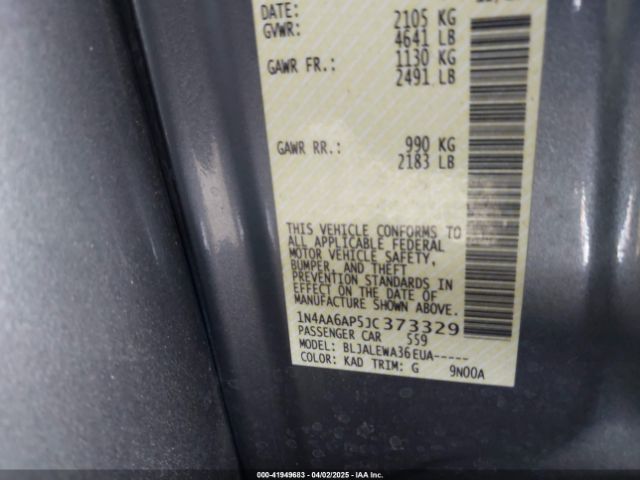 DATE:
GVWR: 2105 KG
4641 LB
GAWR FR.: 1130 KG
2491 LB
GAWR RR.: 990 KG
2183 LB
THIS VEHICLE CONFORMS TO
ALL APPLICABLE FEDERAL
MOTOR VEHICLE SAFETY,
BUMPER, AND THEFT
PREVENTION STANDARDS IN
EFFECT ON THE DATE OF
MANUFACTURE SHOWN ABOVE.
1N4AA6AP5JC373329
PASSENGER CAR 559
MODEL: BLJALEWA36EUA-----
COLOR: KAD TRIM: G 9N00A
000-41949683 - 04/02/2025 - IAAI.com